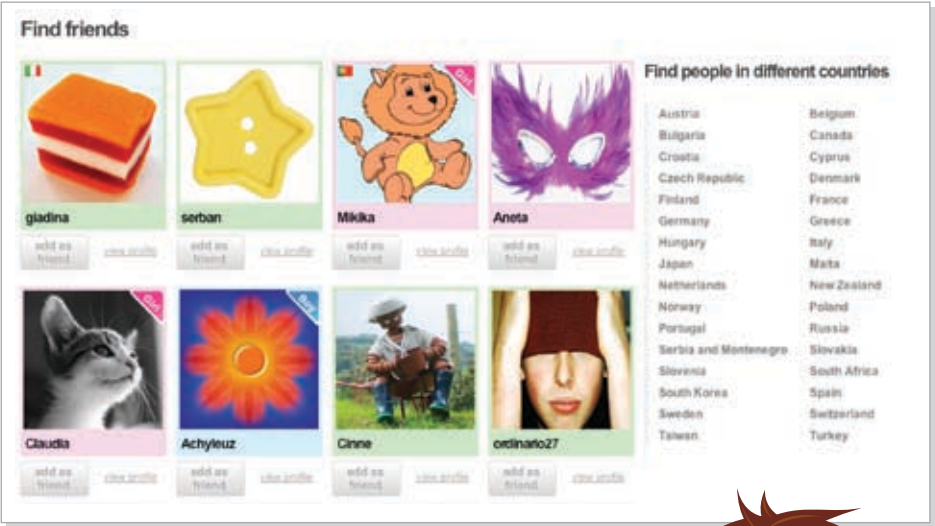 Find friends
Girl
giadina
serban
Mikika
Aneta
add as
friend
view profile
add as
friend
view profile
add as
friend
view profile
add as
friend
view profile
Girl
Boy
Claudia
Achyleuz
Cinne
ordinario27
add as
friend
view profile
add as
friend
view profile
add as
friend
view profile
add as
friend
view profile
Find people in different countries
Austria Belgium
Bulgaria Canada
Croatia Cyprus
Czech Republic Denmark
Finland France
Germany Greece
Hungary Italy
Japan Malta
Netherlands New Zealand
Norway Poland
Portugal Russia
Serbia and Montenegro Slovakia
Slovenia South Africa
South Korea Spain
Sweden Switzerland
Taiwan Turkey